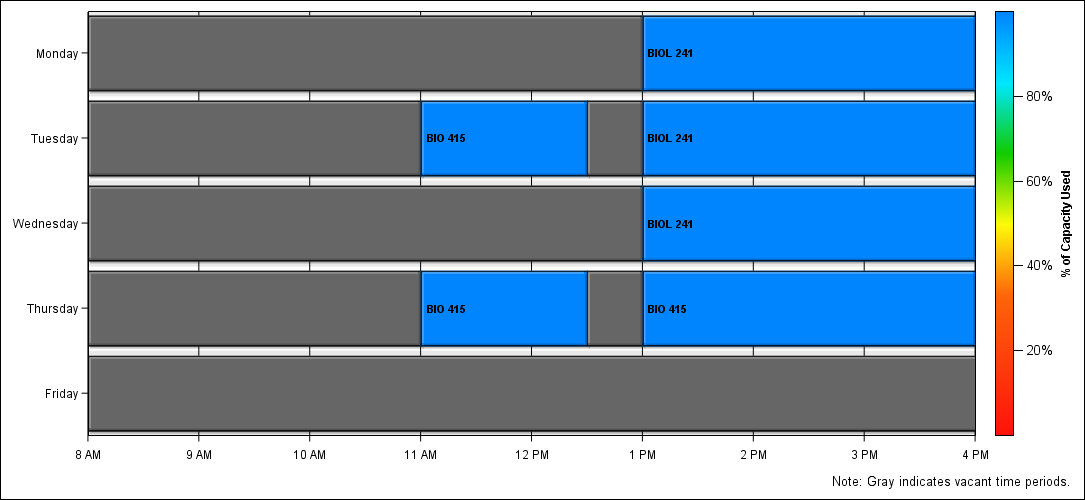 Monday
BIOL 241
Tuesday
BIO 415
BIOL 241
Wednesday
BIOL 241
Thursday
BIO 415
BIO 415
Friday
8 AM
9 AM
10 AM
11 AM
12 PM
1 PM
2 PM
3 PM
4 PM
80%
60%
40%
20%
% of Capacity Used
Note: Gray indicates vacant time periods.